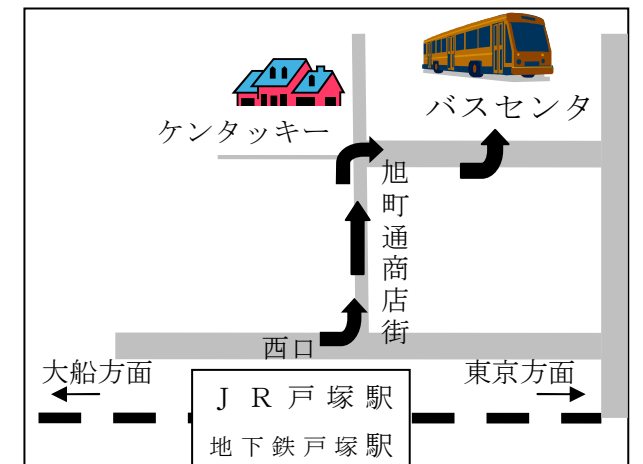 バスセンタ
ケンタッキー
旭町通商店街
西口
大船方面
東京方面
ＪＲ戸塚駅
地下鉄戸塚駅